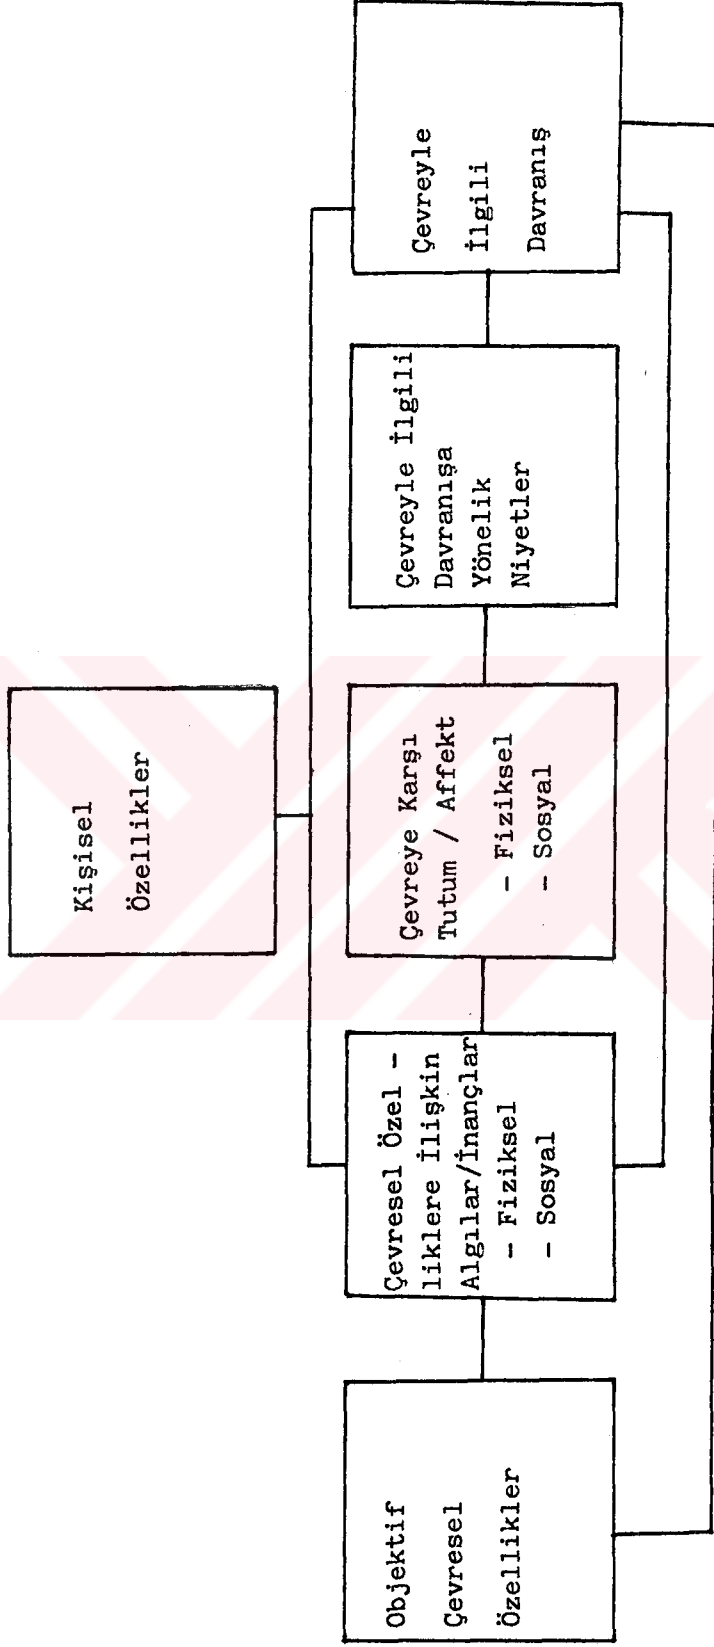 Kişisel
Özellikler
Objektif
Çevresel
Özellikler
Çevresel Özel -
liklere İlişkin
Algılar/İnançlar
- Fiziksel
- Sosyal
Çevreye Karşı
Tutum / Affekt
- Fiziksel
- Sosyal
Çevreyle İlgili
Davranışa
Yönelik
Niyetler
Çevreyle
İlgili
Davranış